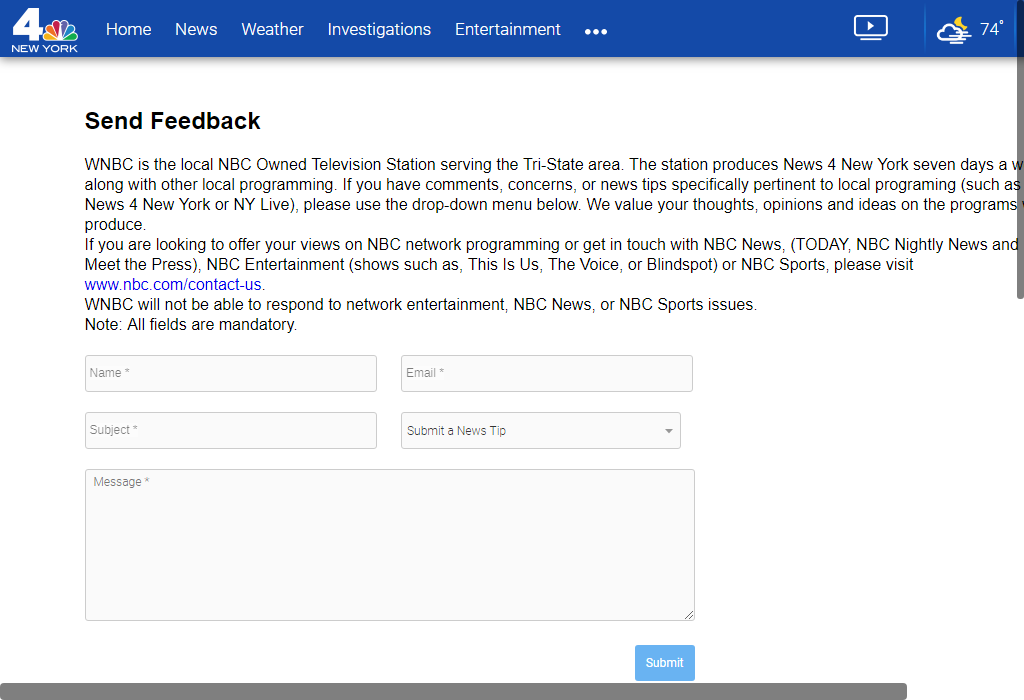 4
NEW YORK
Home News Weather Investigations Entertainment
74°
Send Feedback
WNBC is the local NBC Owned Television Station serving the Tri-State area. The station produces News 4 New York seven days a
along with other local programming. If you have comments, concerns, or news tips specifically pertinent to local programing (such as
News 4 New York or NY Live), please use the drop-down menu below. We value your thoughts, opinions and ideas on the programs
produce.
If you are looking to offer your views on NBC network programming or get in touch with NBC News, (TODAY, NBC Nightly News and
Meet the Press), NBC Entertainment (shows such as, This Is Us, The Voice, or Blindspot) or NBC Sports, please visit
www.nbc.com/contact-us.
WNBC will not be able to respond to network entertainment, NBC News, or NBC Sports issues.
Note: All fields are mandatory.
Name * Email *
Subject * Submit a News Tip
Message *
Submit